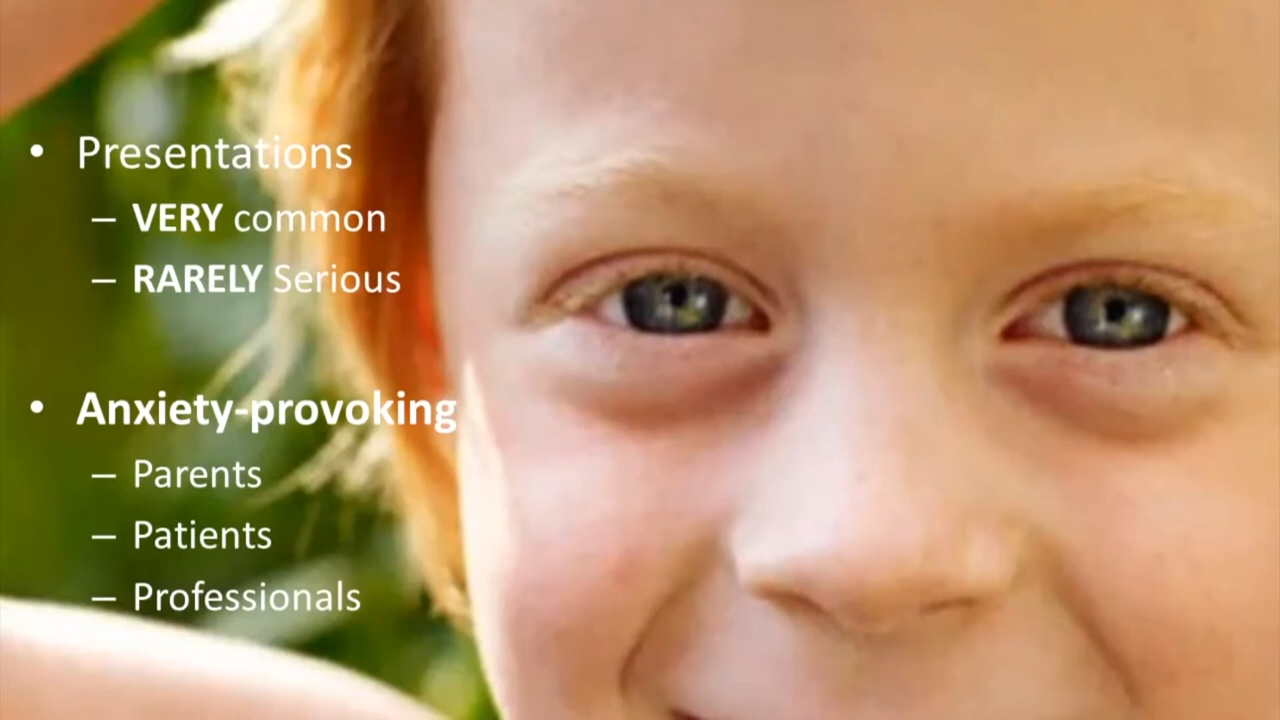 • Presentations
– VERY common
– RARELY Serious
• Anxiety-provoking
– Parents
– Patients
– Professionals